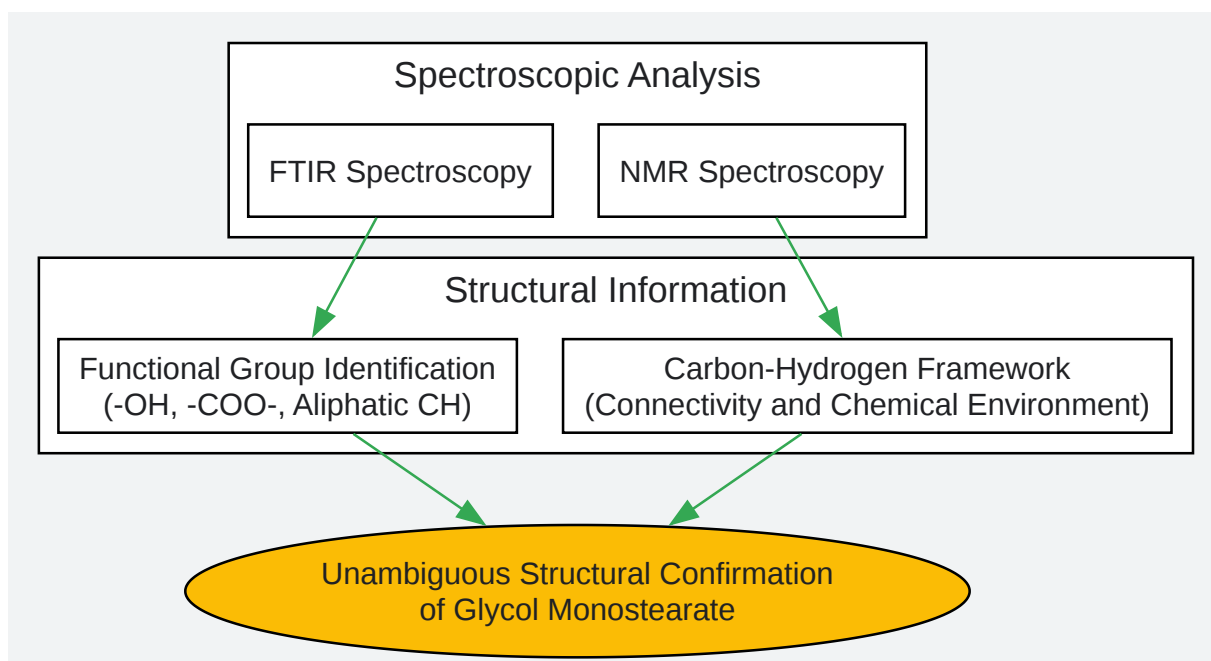 Spectroscopic Analysis
FTIR Spectroscopy
NMR Spectroscopy
Structural Information
Functional Group Identification
(-OH, -COO-, Aliphatic CH)
Carbon-Hydrogen Framework
(Connectivity and Chemical Environment)
Unambiguous Structural Confirmation
of Glycol Monostearate